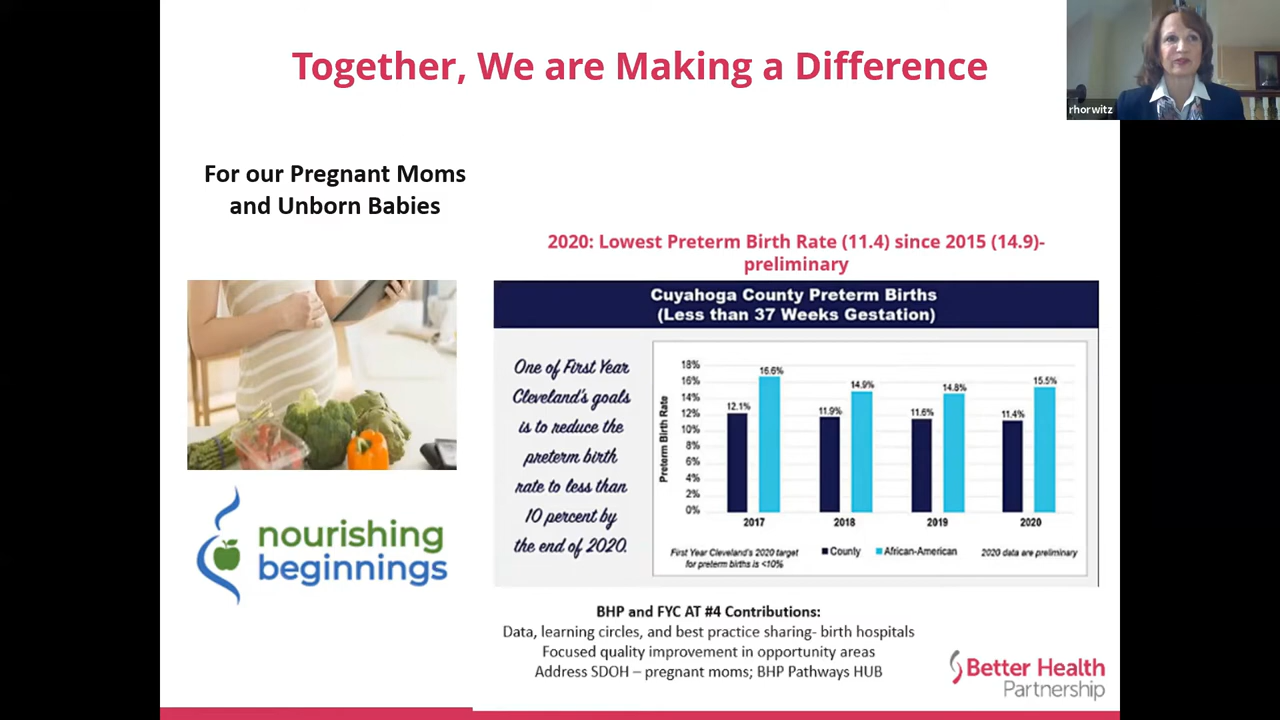 Together, We are Making a Difference
rhorwitz
For our Pregnant Moms
and Unborn Babies
2020: Lowest Preterm Birth Rate (11.4) since 2015 (14.9)-
preliminary
Cuyahoga County Preterm Births
(Less than 37 Weeks Gestation)
One of First Year
Cleveland's goals
is to reduce the
preterm birth
rate to less than
10 percent by
the end of 2020.
Preterm Birth Rate
18%
16%
14%
12%
10%
8%
6%
4%
2%
0%
12.1%
16.6%
11.9%
14.9%
11.6%
14.8%
11.4%
15.5%
2017
2018
2019
2020
First Year Cleveland's 2020 target
for preterm births is <10%
County
African-American
2020 data are preliminary
nourishing
beginnings
BHP and FYC AT #4 Contributions:
Data, learning circles, and best practice sharing- birth hospitals
Focused quality improvement in opportunity areas
Address SDOH – pregnant moms; BHP Pathways HUB
Better Health
Partnership